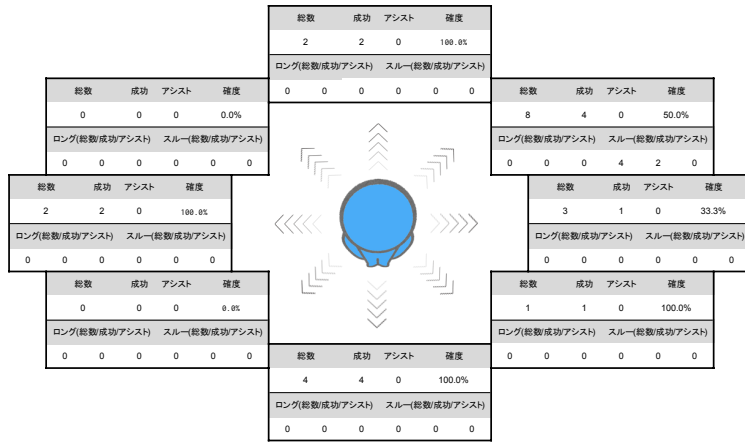 総数 成功 アシスト 確度
2 2 0 100.0%
ロング(総数/成功/アシスト) スルー(総数/成功/アシスト)
0 0 0 0 0 0
総数 成功 アシスト 確度
0 0 0 0.0%
ロング(総数/成功/アシスト) スルー(総数/成功/アシスト)
0 0 0 0 0 0
総数 成功 アシスト 確度
8 4 0 50.0%
ロング(総数/成功/アシスト) スルー(総数/成功/アシスト)
0 0 0 4 2 0
総数 成功 アシスト 確度
2 2 0 100.0%
ロング(総数/成功/アシスト) スルー(総数/成功/アシスト)
0 0 0 0 0 0
総数 成功 アシスト 確度
3 1 0 33.3%
ロング(総数/成功/アシスト) スルー(総数/成功/アシスト)
0 0 0 0 0 0
総数 成功 アシスト 確度
0 0 0 0.0%
ロング(総数/成功/アシスト) スルー(総数/成功/アシスト)
0 0 0 0 0 0
総数 成功 アシスト 確度
1 1 0 100.0%
ロング(総数/成功/アシスト) スルー(総数/成功/アシスト)
0 0 0 0 0 0
総数 成功 アシスト 確度
4 4 0 100.0%
ロング(総数/成功/アシスト) スルー(総数/成功/アシスト)
0 0 0 0 0 0